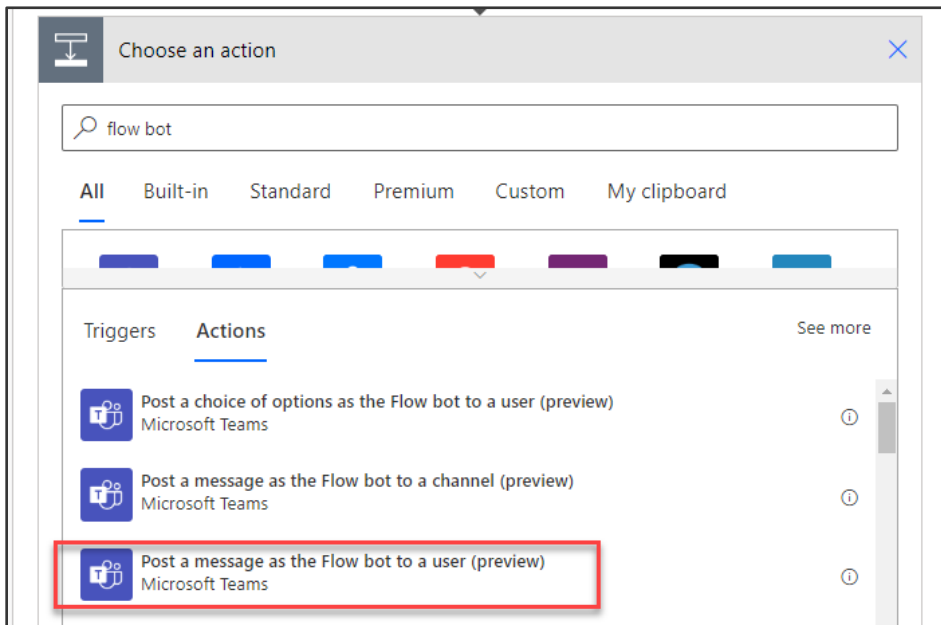 Choose an action
flow bot
All Built-in Standard Premium Custom My clipboard
Triggers Actions See more
Post a choice of options as the Flow bot to a user (preview)
Microsoft Teams
Post a message as the Flow bot to a channel (preview)
Microsoft Teams
Post a message as the Flow bot to a user (preview)
Microsoft Teams